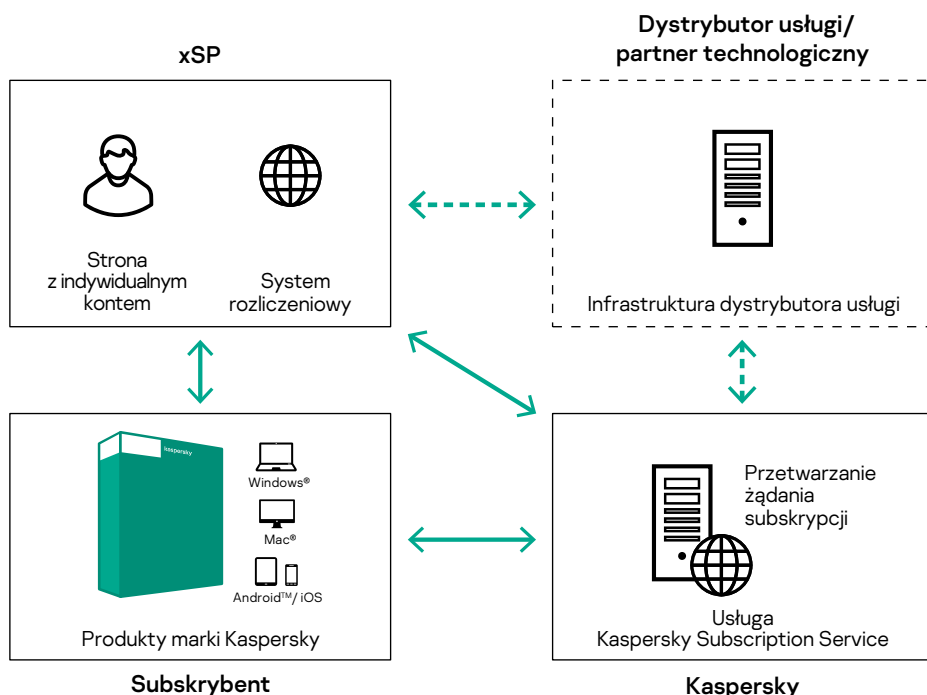 xSP
Dystrybutor usługi/
partner technologiczny
Strona
z indywidualnym
kontem
System
rozliczeniowy
Infrastruktura dystrybutora usługi
kaspersky
Windows®
Mac®
Android™/ iOS
Produkty marki Kaspersky
Przetwarzanie
żądania
subskrypcji
Usługa
Kaspersky Subscription Service
Subskrybent
Kaspersky